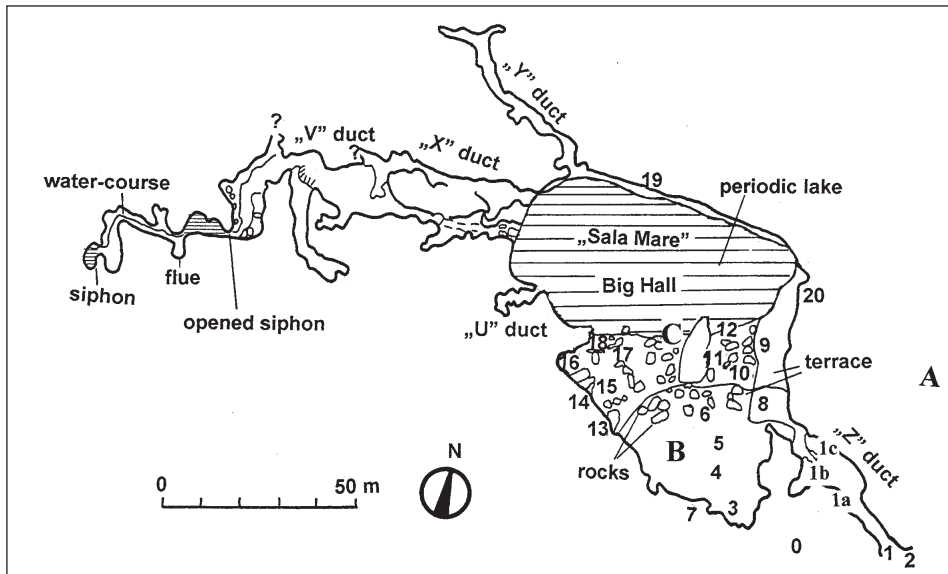 „Y” duct
?
„V” duct
?
„X” duct
19
water-course
periodic lake
„Sala Mare”
Big Hall
siphon
flue
20
opened siphon
„U” duct
C
12
18
17
9
16
11
10
terrace
A
15
14
8
6
13
5
„Z” duct
1c
rocks
B
4
1b
1a
N
0
50 m
7
3
0
1
2